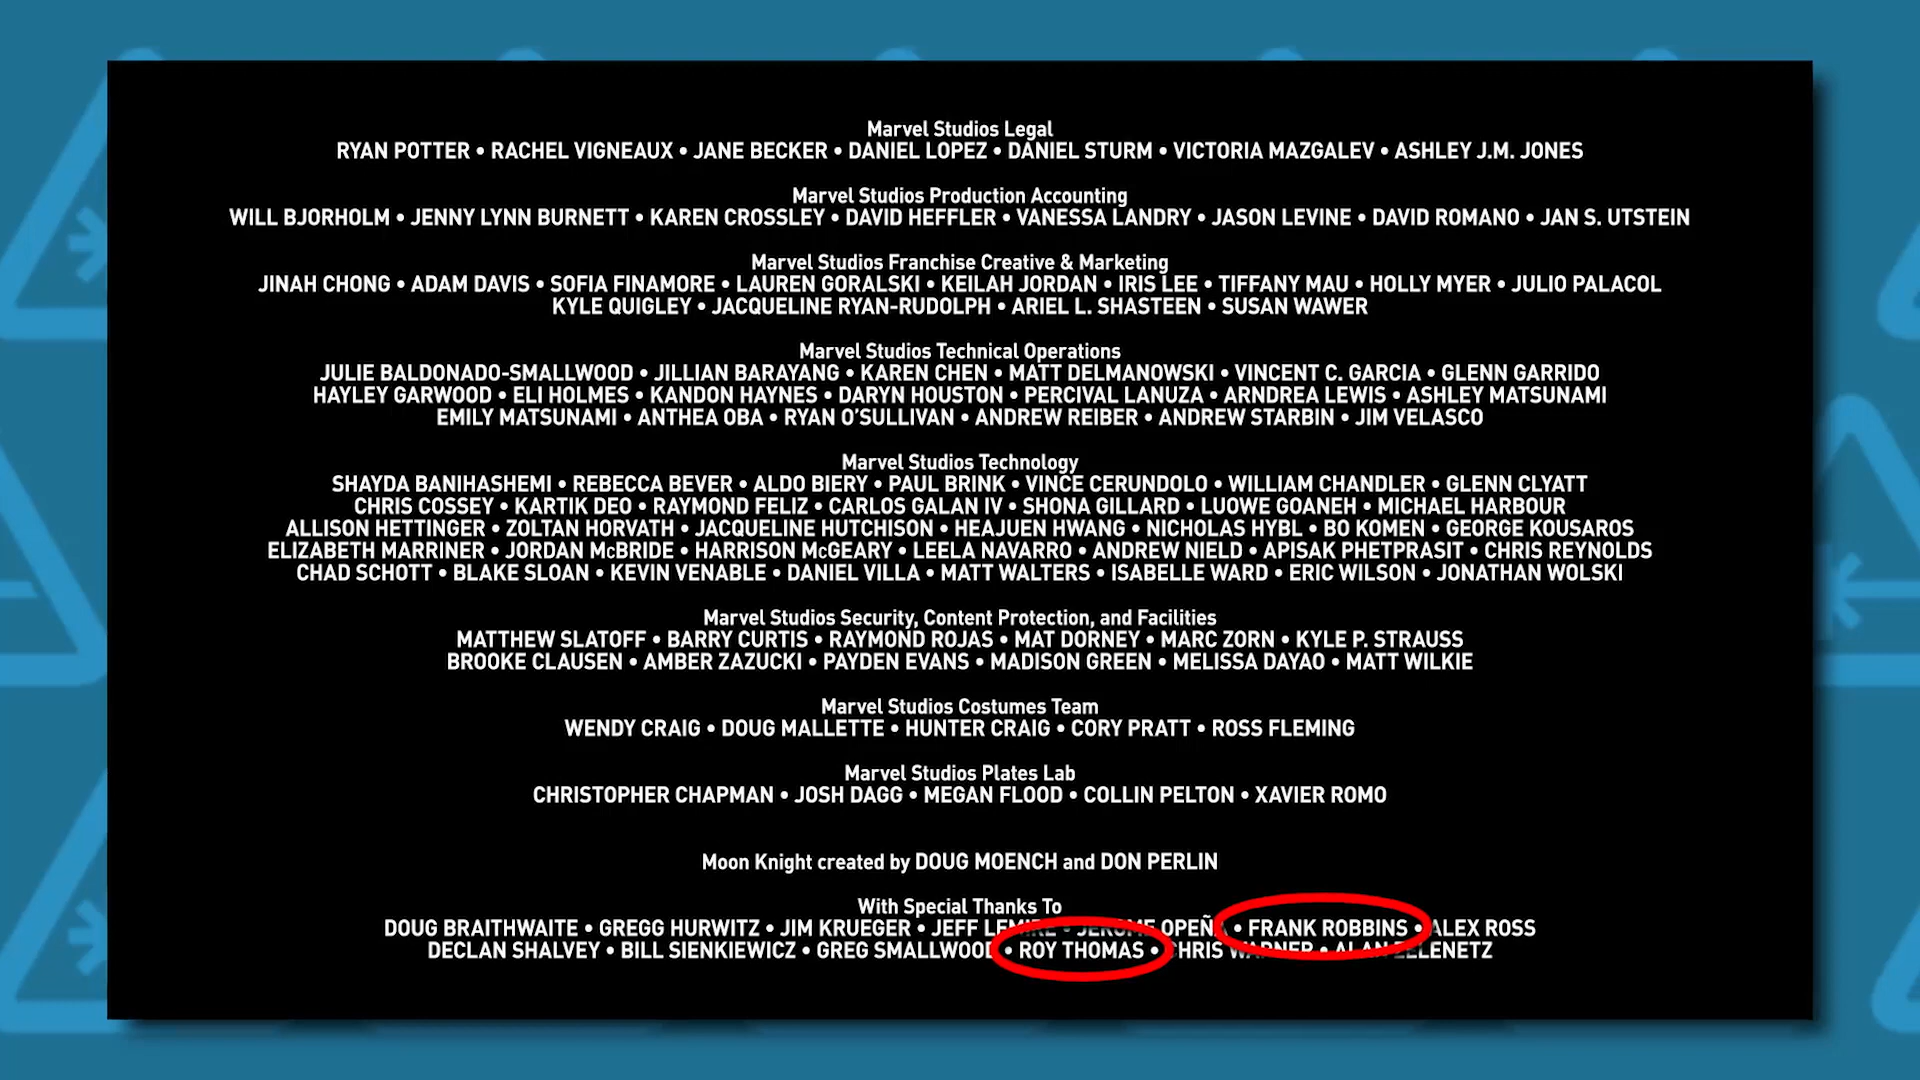 Marvel Studios Legal
RYAN POTTER • RACHEL VIGNEAUX • JANE BECKER • DANIEL LOPEZ • DANIEL STURM • VICTORIA MAZGALEV • ASHLEY J.M. JONES
Marvel Studios Production Accounting
WILL BJORHOLM • JENNY LYNN BURNETT • KAREN CROSSLEY • DAVID HEFFLER • VANESSA LANDRY • JASON LEVINE • DAVID ROMANO • JAN S. UTSTEIN
Marvel Studios Franchise Creative & Marketing
JINAH CHONG • ADAM DAVIS • SOFIA FINAMORE • LAUREN GORALSKI • KEILAH JORDAN • IRIS LEE • TIFFANY MAU • HOLLY MYER • JULIO PALACOL
KYLE QUIGLEY • JACQUELINE RYAN-RUDOLPH • ARIEL L. SHASTEEN • SUSAN WAWER
Marvel Studios Technical Operations
JULIE BALDONADO-SMALLWOOD • JILLIAN BARAYANG • KAREN CHEN • MATT DELMANOWSKI • VINCENT C. GARCIA • GLENN GARRIDO
HAYLEY GARWOOD • ELI HOLMES • KANDON HAYNES • DARYN HOUSTON • PERCIVAL LANUZA • ARNDREA LEWIS • ASHLEY MATSUNAMI
EMILY MATSUNAMI • ANTHEA OBA • RYAN O’SULLIVAN • ANDREW REIBER • ANDREW STARBIN • JIM VELASCO
Marvel Studios Technology
SHAYDA BANIHASHEMI • REBECCA BEVER • ALDO BIERY • PAUL BRINK • VINCE CERUNDOLO • WILLIAM CHANDLER • GLENN CLYATT
CHRIS COSSEY • KARTIK DEO • RAYMOND FELIZ • CARLOS GALAN IV • SHONA GILLARD • LUOWE GOANEH • MICHAEL HARBOUR
ALLISON HETTINGER • ZOLTAN HORVATH • JACQUELINE HUTCHISON • HEAJUEN HWANG • NICHOLAS HYBL • BO KOMEN • GEORGE KOUSAROS
ELIZABETH MARRINER • JORDAN McBRIDE • HARRISON McGEARY • LEELA NAVARRO • ANDREW NIELD • APISAK PHETPRASIT • CHRIS REYNOLDS
CHAD SCHOTT • BLAKE SLOAN • KEVIN VENABLE • DANIEL VILLA • MATT WALTERS • ISABELLE WARD • ERIC WILSON • JONATHAN WOLSKI
Marvel Studios Security, Content Protection, and Facilities
MATTHEW SLATOFF • BARRY CURTIS • RAYMOND ROJAS • MAT DORNEY • MARC ZORN • KYLE P. STRAUSS
BROOKE CLAUSEN • AMBER ZAZUCKI • PAYDEN EVANS • MADISON GREEN • MELISSA DAYAO • MATT WILKIE
Marvel Studios Costumes Team
WENDY CRAIG • DOUG MALLETTE • HUNTER CRAIG • CORY PRATT • ROSS FLEMING
Marvel Studios Plates Lab
CHRISTOPHER CHAPMAN • JOSH DAGG • MEGAN FLOOD • COLLIN PELTON • XAVIER ROMO
Moon Knight created by DOUG MOENCH and DON PERLIN
With Special Thanks To
DOUG BRAITHWAITE • GREGG HURWITZ • JIM KRUEGER • JEFF LEMIRE • JEROME OPEÑA • FRANK ROBBINS • ALEX ROSS
DECLAN SHALVEY • BILL SIENKIEWICZ • GREG SMALLWOOD • ROY THOMAS • CHRIS WARNER • ALAN ZELENETZ